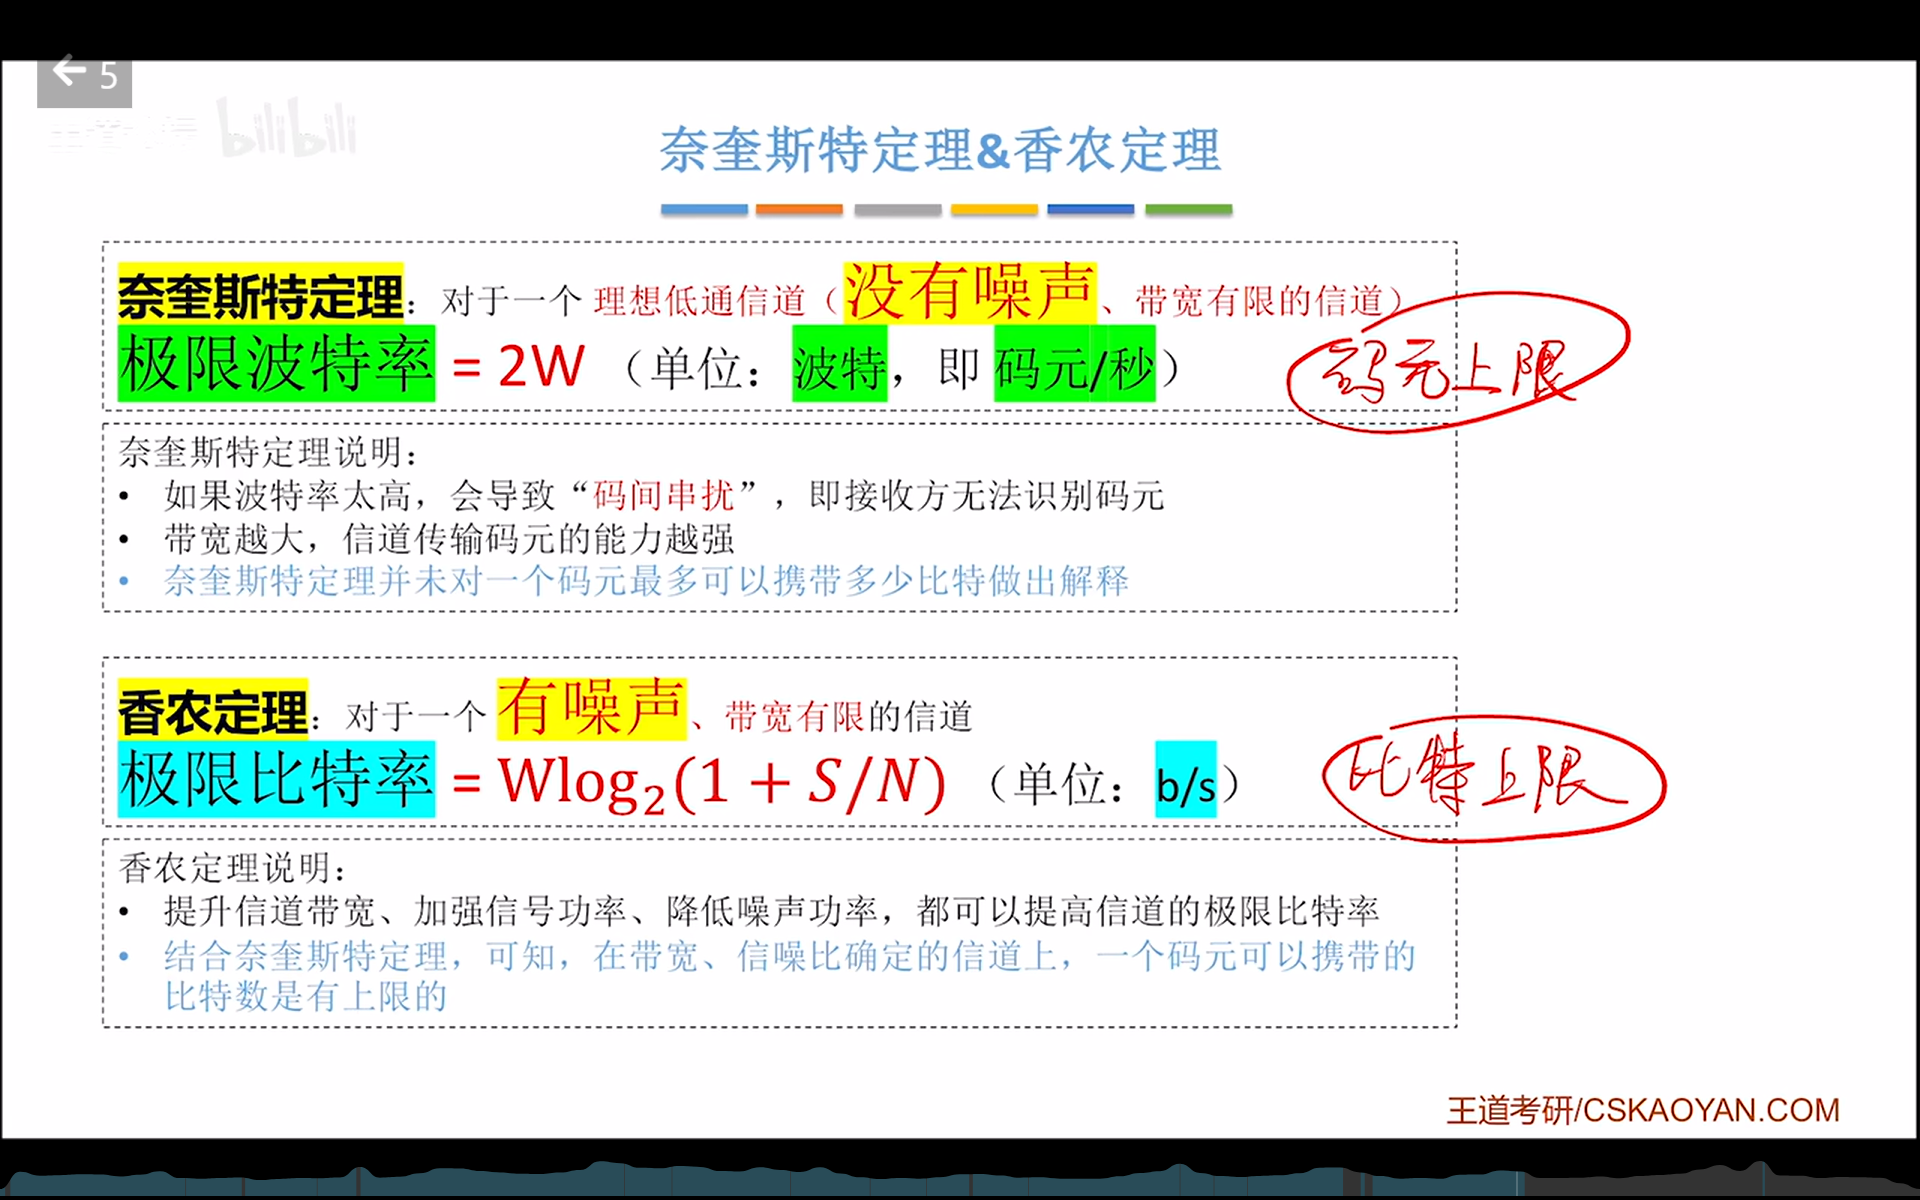 5
bilibili
奈奎斯特定理&香农定理
奈奎斯特定理：对于一个 理想低通信道（没有噪声、带宽有限的信道）
极限波特率 = 2W （单位：波特，即 码元/秒）
码元上限
奈奎斯特定理说明：
• 如果波特率太高，会导致“码间串扰”，即接收方无法识别码元
• 带宽越大，信道传输码元的能力越强
• 奈奎斯特定理并未对一个码元最多可以携带多少比特做出解释
香农定理：对于一个 有噪声、带宽有限的信道
极限比特率 = Wlog₂(1 + S/N) （单位：b/s）
比特上限
香农定理说明：
• 提升信道带宽、加强信号功率、降低噪声功率，都可以提高信道的极限比特率
• 结合奈奎斯特定理，可知，在带宽、信噪比确定的信道上，一个码元可以携带的
比特数是有上限的
王道考研/CSKAOYAN.COM